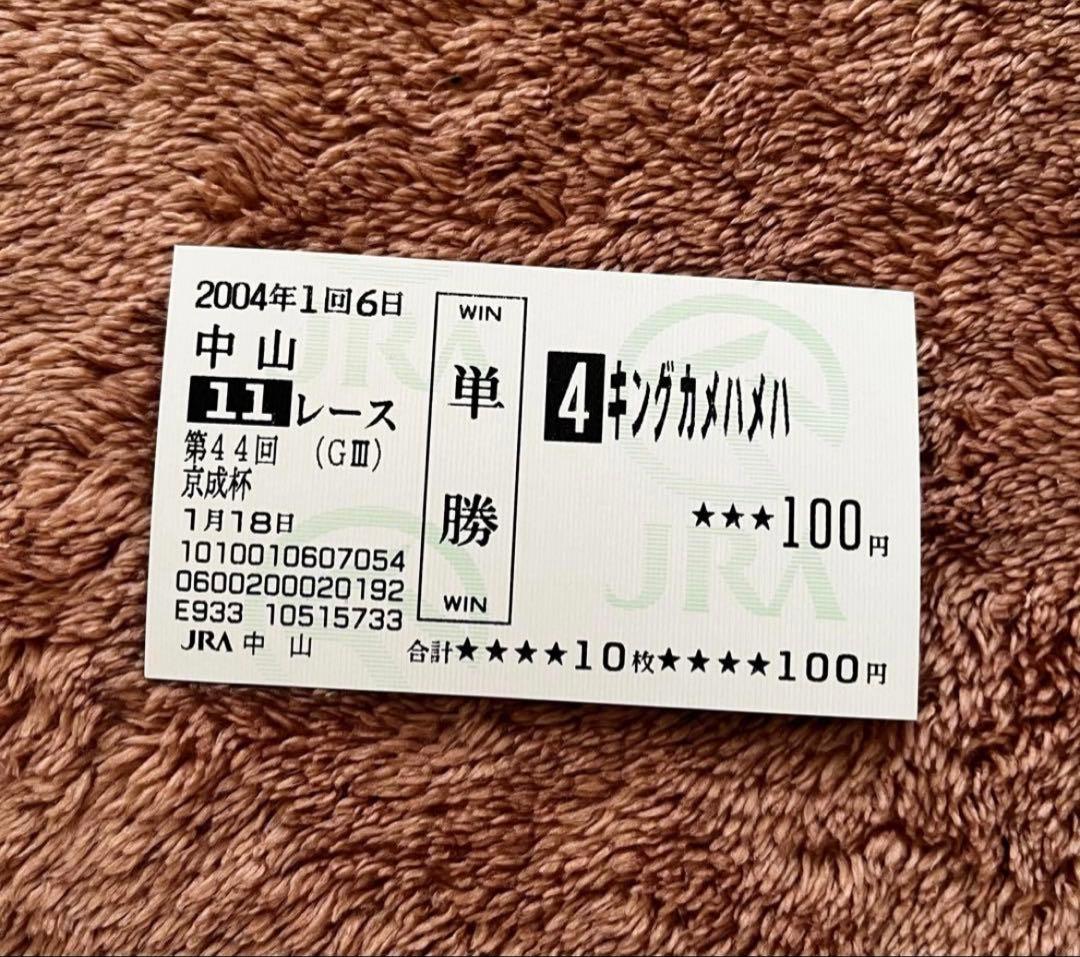 2004年1回6日
中山
11レース
第44回 (GⅢ)
京成杯
1月18日
1010010607054
0600200020192
E933 10515733
JRA 中 山
WIN
単勝
WIN
4 キングカメハメハ
★★★100円
合計★★★★10枚★★★★100円
JRA
JRA